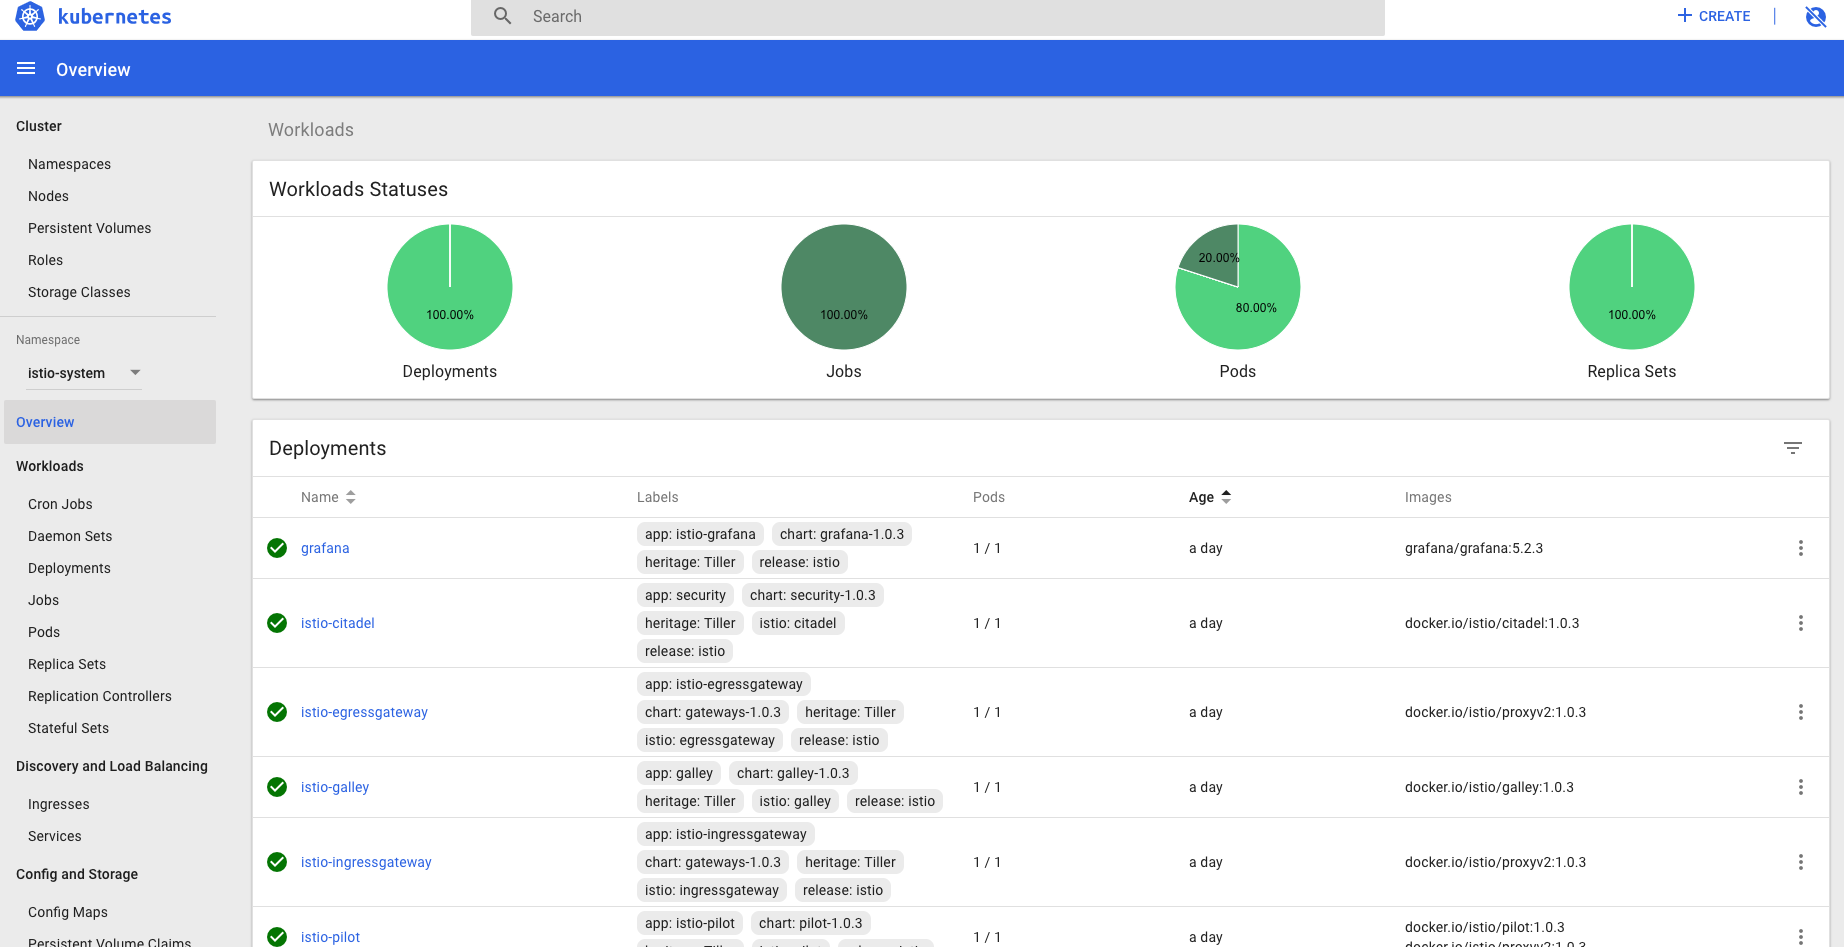 kubernetes
Search
CREATE
Overview
Cluster
Namespaces
Nodes
Persistent Volumes
Roles
Storage Classes
Namespace
istio-system
Overview
Workloads
Cron Jobs
Daemon Sets
Deployments
Jobs
Pods
Replica Sets
Replication Controllers
Stateful Sets
Discovery and Load Balancing
Ingresses
Services
Config and Storage
Config Maps
Persistent Volume Claims
Workloads
Workloads Statuses
100.00%
100.00%
20.00%
80.00%
100.00%
Deployments
Jobs
Pods
Replica Sets
Deployments
Name Labels Pods Age Images
grafana
app: istio-grafana chart: grafana-1.0.3
heritage: Tiller release: istio
1 / 1 a day grafana/grafana:5.2.3
istio-citadel
app: security chart: security-1.0.3
heritage: Tiller istio: citadel
release: istio
1 / 1 a day docker.io/istio/citadel:1.0.3
istio-egressgateway
app: istio-egressgateway
chart: gateways-1.0.3 heritage: Tiller
istio: egressgateway release: istio
1 / 1 a day docker.io/istio/proxyv2:1.0.3
istio-galley
app: galley chart: galley-1.0.3
heritage: Tiller istio: galley release: istio
1 / 1 a day docker.io/istio/galley:1.0.3
istio-ingressgateway
app: istio-ingressgateway
chart: gateways-1.0.3 heritage: Tiller
istio: ingressgateway release: istio
1 / 1 a day docker.io/istio/proxyv2:1.0.3
istio-pilot
app: istio-pilot chart: pilot-1.0.3
1 / 1 a day docker.io/istio/pilot:1.0.3
docker.io/istio/proxyv2:1.0.3